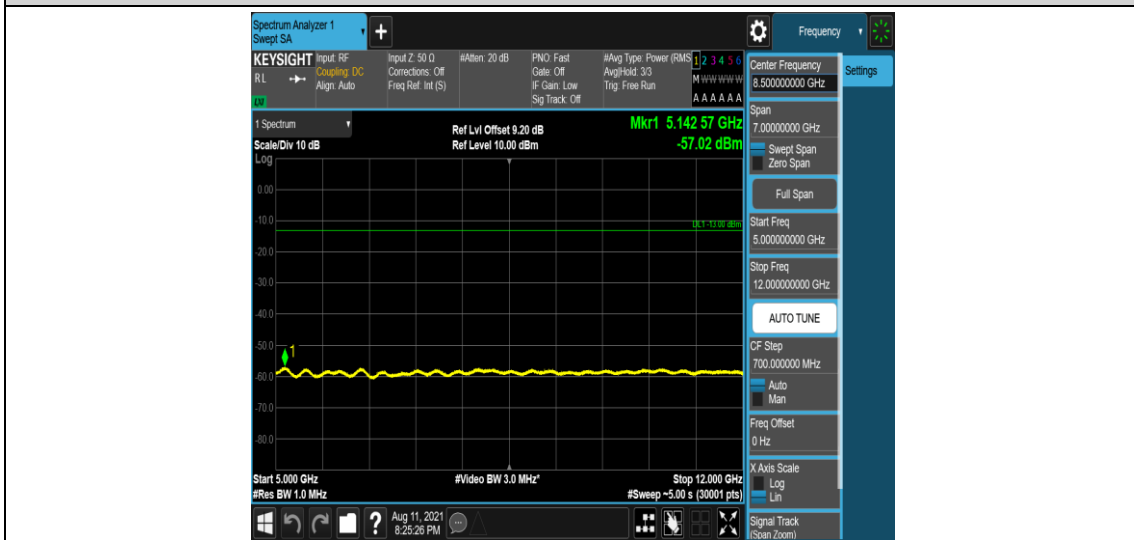 Spectrum Analyzer 1
Swept SA
+
Frequency
KEYSIGHT
RL
LXI
Input: RF
Coupling: DC
Align: Auto
Input Z: 50 Ω
Corrections: Off
Freq Ref: Int (S)
#Atten: 20 dB
PNO: Fast
Gate: Off
IF Gain: Low
Sig Track: Off
#Avg Type: Power (RMS
Avg|Hold: 3/3
Trig: Free Run
1 2 3 4 5 6
M W W W W W
A A A A A A
1 Spectrum
Scale/Div 10 dB
Ref Lvl Offset 9.20 dB
Ref Level 10.00 dBm
Mkr1 5.142 57 GHz
-57.02 dBm
Log
0.00
-10.0
DL1 -13.00 dBm
-20.0
-30.0
-40.0
-50.0
1
-60.0
-70.0
-80.0
Start 5.000 GHz
#Video BW 3.0 MHz*
Stop 12.000 GHz
#Res BW 1.0 MHz
#Sweep ~5.00 s (30001 pts)
Center Frequency
8.500000000 GHz
Settings
Span
7.00000000 GHz
Swept Span
Zero Span
Full Span
Start Freq
5.000000000 GHz
Stop Freq
12.000000000 GHz
AUTO TUNE
CF Step
700.000000 MHz
Auto
Man
Freq Offset
0 Hz
X Axis Scale
Log
Lin
Signal Track
(Span Zoom)
?
Aug 11, 2021
8:25:26 PM